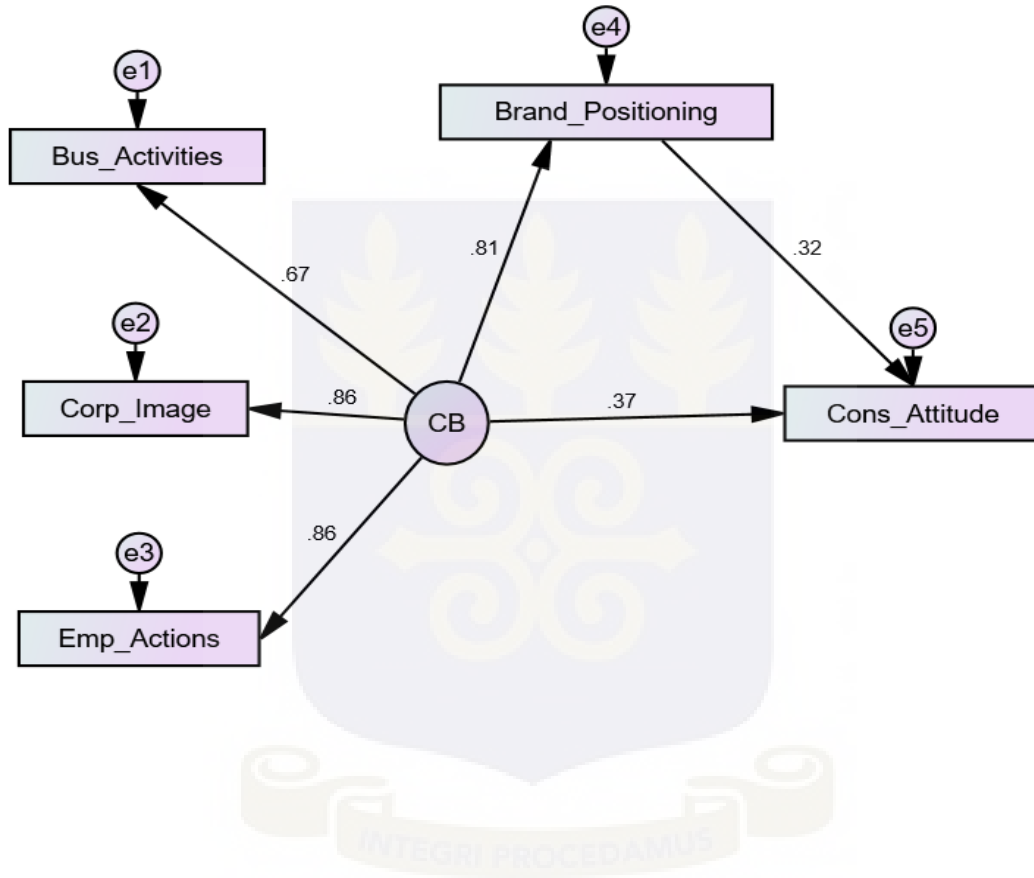 e4
e1
Brand_Positioning
Bus_Activities
.81
.32
.67
e2
e5
.86
.37
Corp_Image
CB
Cons_Attitude
.86
e3
Emp_Actions
INTEGRI PROCEDAMUS